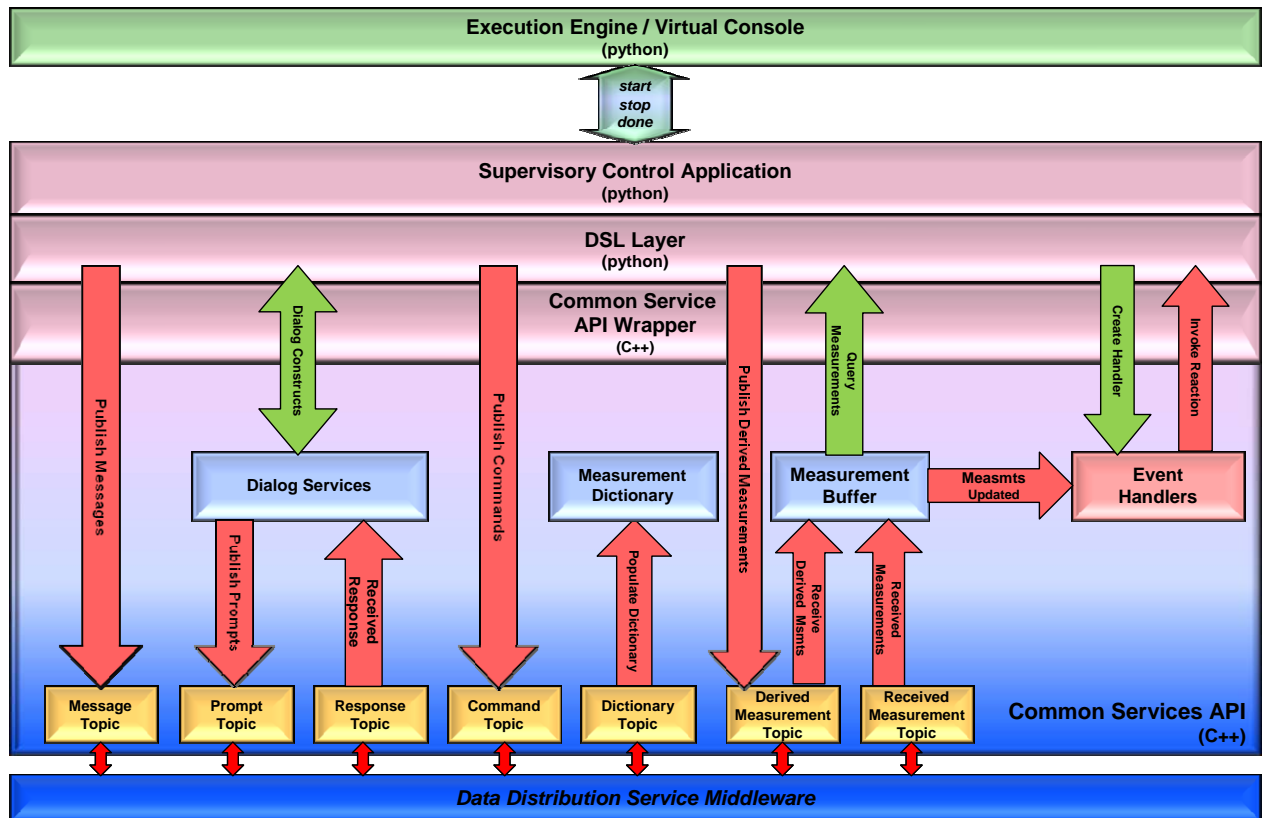 Execution Engine / Virtual Console
(python)
start
stop
done
Supervisory Control Application
(python)
DSL Layer
(python)
Common Service
API Wrapper
(C++)
Publish Messages
Dialog Constructs
Publish Commands
Publish Derived Measurements
Query
Measurements
Create Handler
Invoke Reaction
Dialog Services
Measurement
Dictionary
Measurement
Buffer
Measmts
Updated
Event
Handlers
Publish Prompts
Received
Response
Populate Dictionary
Receive
Derived Msmts
Received
Measurements
Message
Topic
Prompt
Topic
Response
Topic
Command
Topic
Dictionary
Topic
Derived
Measurement
Topic
Received
Measurement
Topic
Common Services API
(C++)
Data Distribution Service Middleware